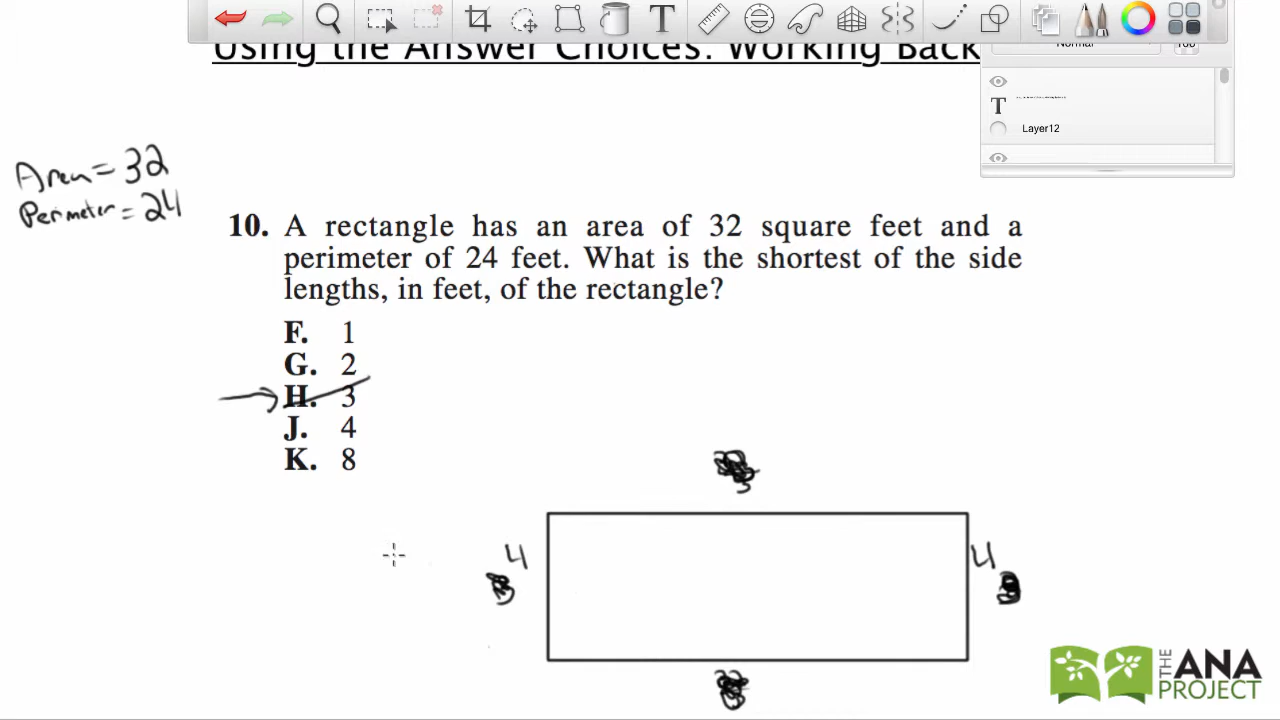 Using the Answer Choices: Working Back
Normal
100
T
Layer12
Area = 32
Perimeter = 24
10. A rectangle has an area of 32 square feet and a
perimeter of 24 feet. What is the shortest of the side
lengths, in feet, of the rectangle?
F. 1
G. 2
H. 3
J. 4
K. 8
4 4
THE ANA
PROJECT